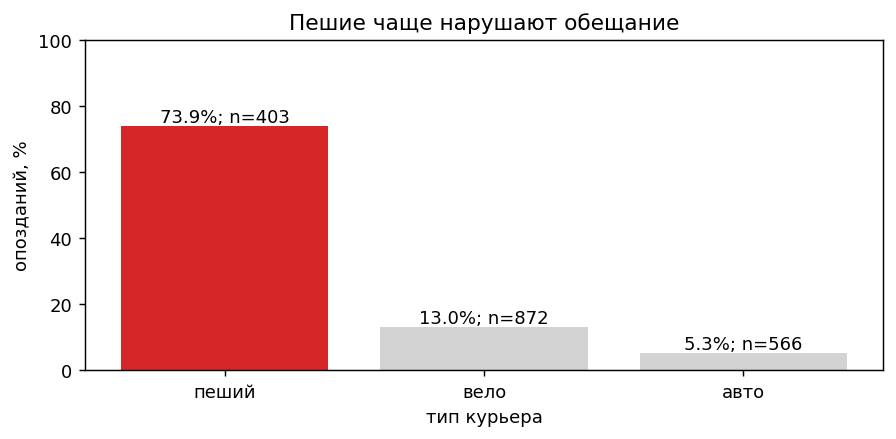 Пешие чаще нарушают обещание
100
80
60
40
20
0
опозданий, %
73.9%; n=403
13.0%; n=872
5.3%; n=566
пеший
вело
авто
тип курьера